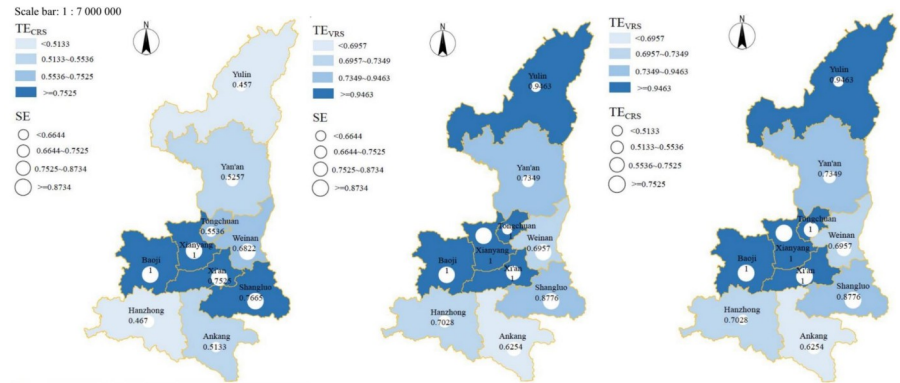 Scale bar: 1 : 7 000 000
TECRS
<0.5133
0.5133~0.5536
0.5536~0.7525
>=0.7525
SE
<0.6644
0.6644~0.7525
0.7525~0.8734
>=0.8734
N
Yulin
0.457
Yan'an
0.5257
Tongchuan
0.5536
Weinan
0.6822
Xianyang
1
Baoji
1
Xi'an
0.7525
Shangluo
0.7665
Hanzhong
0.467
Ankang
0.5133
TEVRS
<0.6957
0.6957~0.7349
0.7349~0.9463
>=0.9463
SE
<0.6644
0.6644~0.7525
0.7525~0.8734
>=0.8734
N
Yulin
0.9463
Yan'an
0.7349
Tongchuan
1
Weinan
0.6957
Xianyang
1
Baoji
1
Xi'an
1
Shangluo
0.8776
Hanzhong
0.7028
Ankang
0.6254
TEVRS
<0.6957
0.6957~0.7349
0.7349~0.9463
>=0.9463
TECRS
<0.5133
0.5133~0.5536
0.5536~0.7525
>=0.7525
N
Yulin
0.9463
Yan'an
0.7349
Tongchuan
1
Weinan
0.6957
Xianyang
1
Baoji
1
Xi'an
1
Shangluo
0.8776
Hanzhong
0.7028
Ankang
0.6254